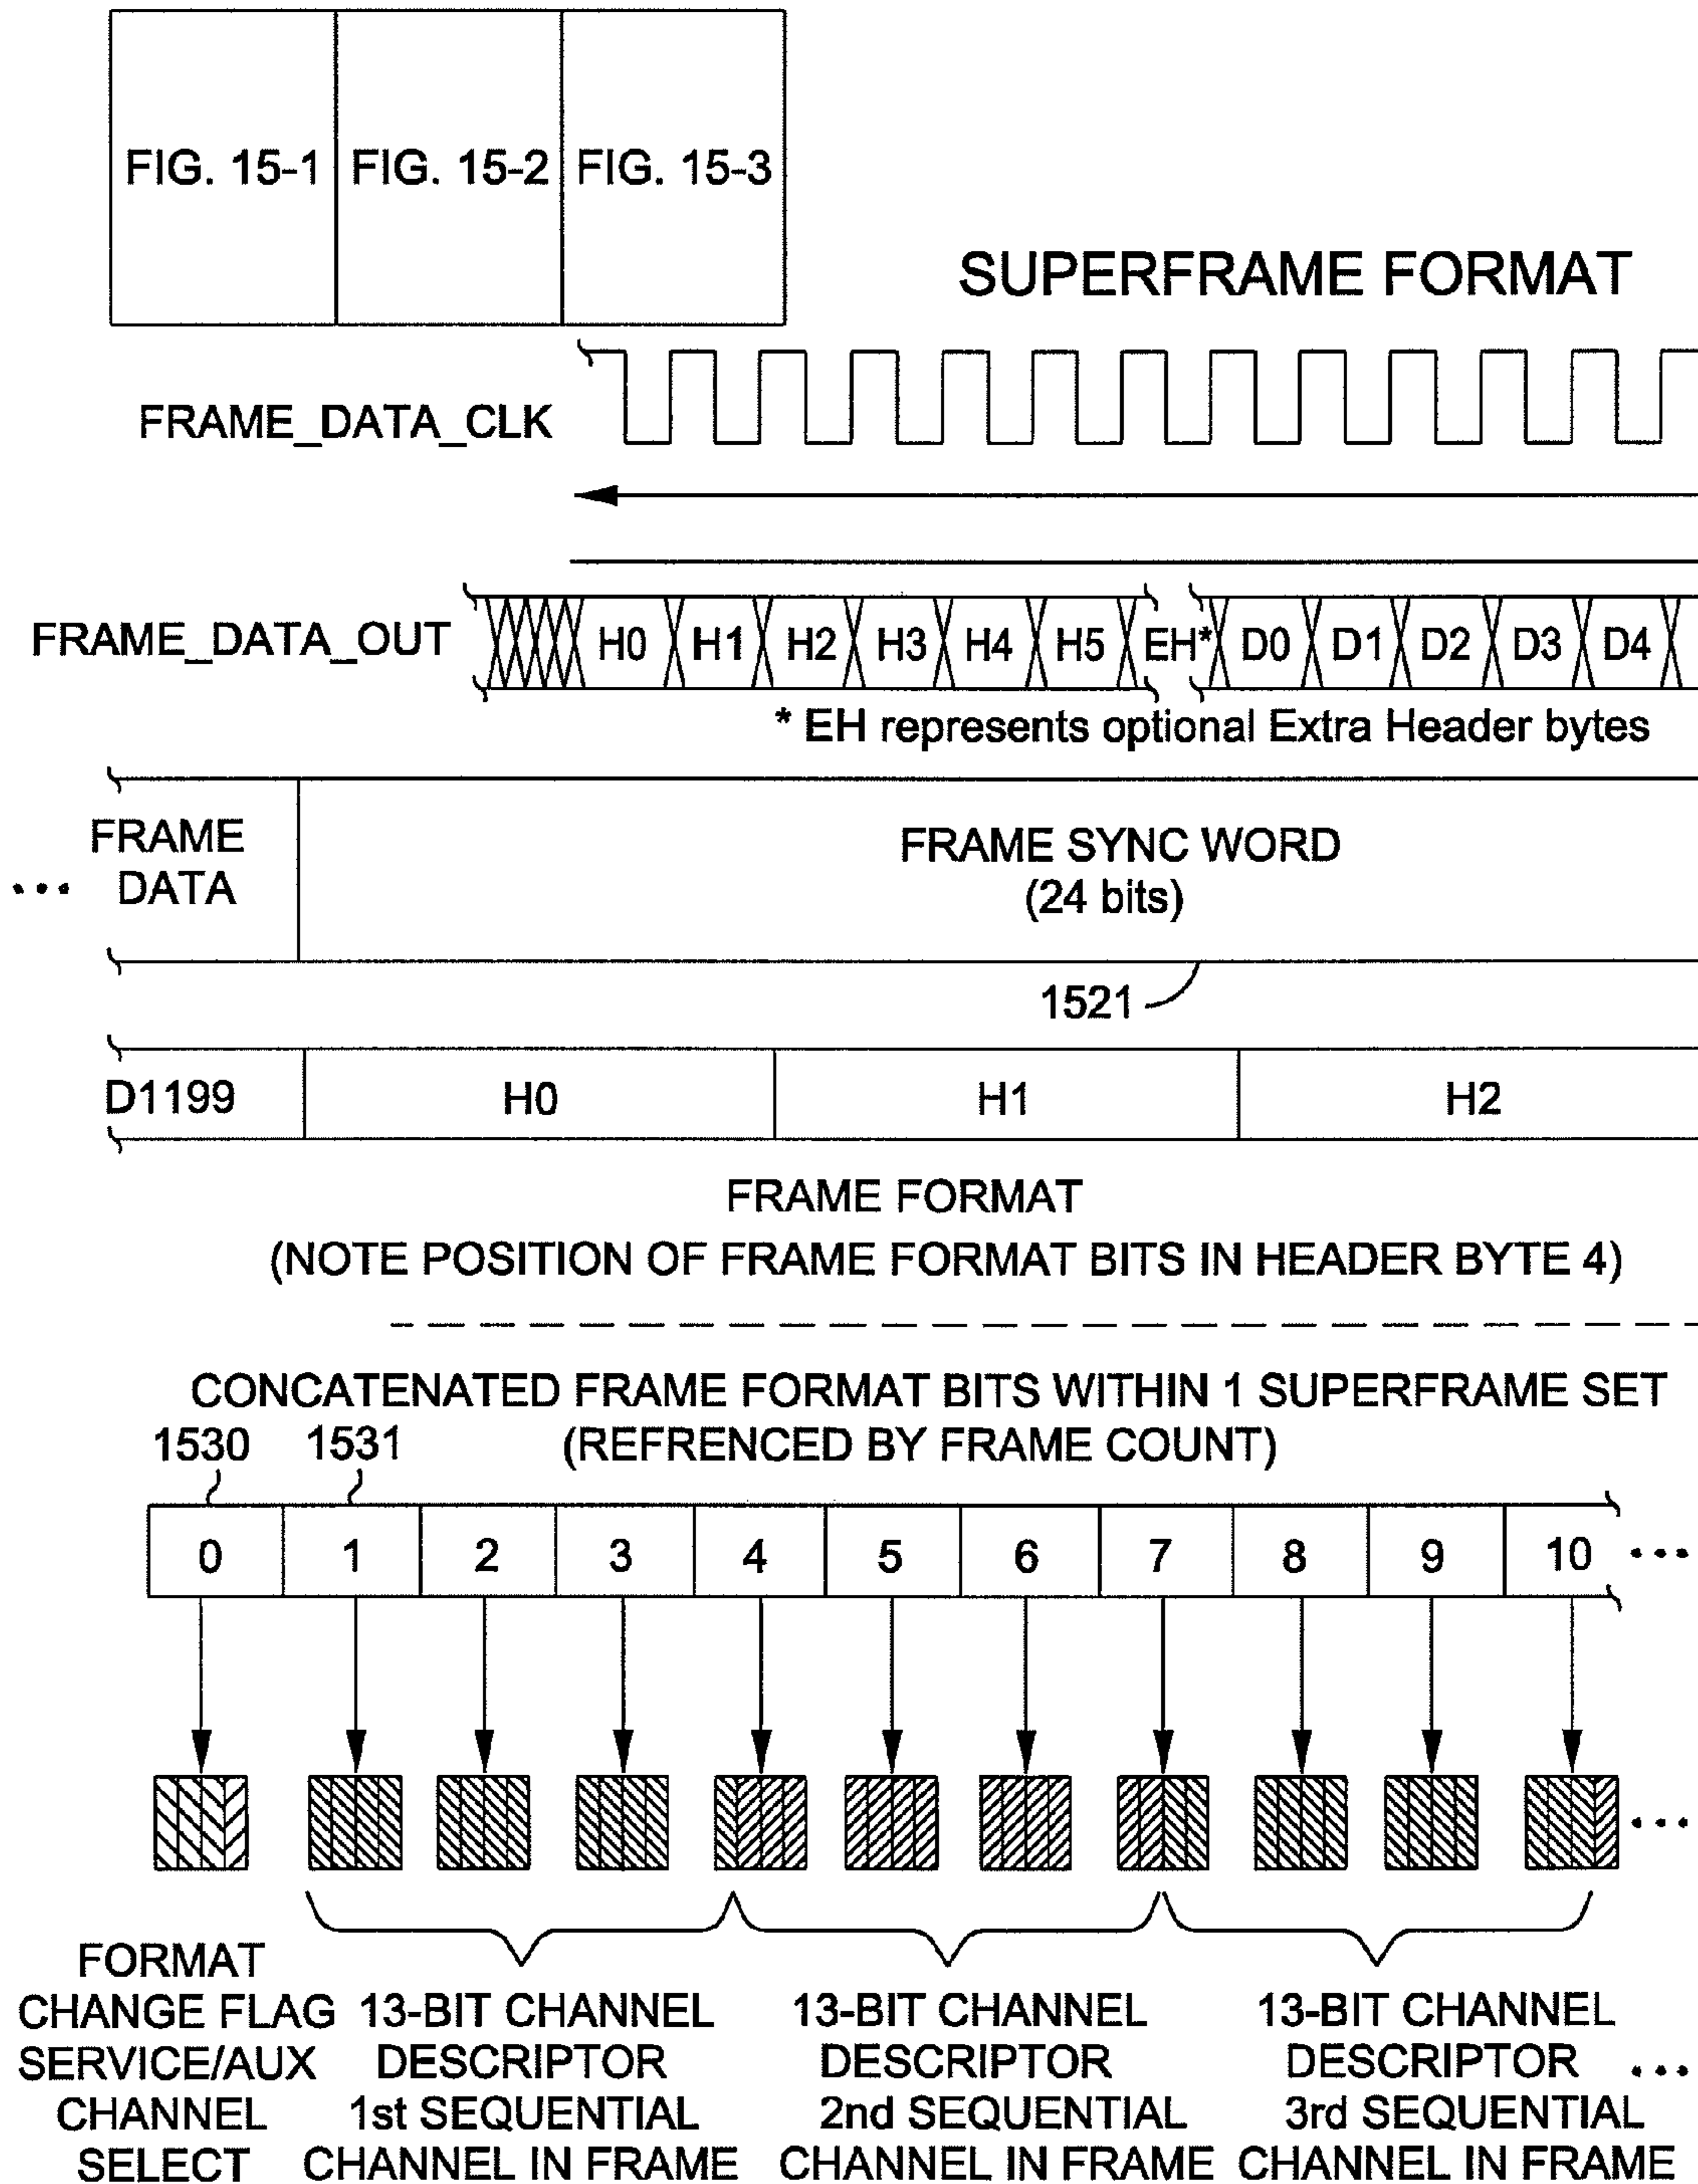 FIG. 15-1 FIG. 15-2 FIG. 15-3
SUPERFRAME FORMAT
FRAME_DATA_CLK
FRAME_DATA_OUT H0 H1 H2 H3 H4 H5 EH* D0 D1 D2 D3 D4
* EH represents optional Extra Header bytes
... FRAME DATA
FRAME SYNC WORD
(24 bits)
1521
D1199 H0 H1 H2
FRAME FORMAT
(NOTE POSITION OF FRAME FORMAT BITS IN HEADER BYTE 4)
CONCATENATED FRAME FORMAT BITS WITHIN 1 SUPERFRAME SET
1530 1531 (REFRENCED BY FRAME COUNT)
0 1 2 3 4 5 6 7 8 9 10 ...
...
FORMAT
CHANGE FLAG
SERVICE/AUX
CHANNEL
SELECT
13-BIT CHANNEL
DESCRIPTOR
1st SEQUENTIAL
CHANNEL IN FRAME
13-BIT CHANNEL
DESCRIPTOR
2nd SEQUENTIAL
CHANNEL IN FRAME
13-BIT CHANNEL
DESCRIPTOR ...
3rd SEQUENTIAL
CHANNEL IN FRAME